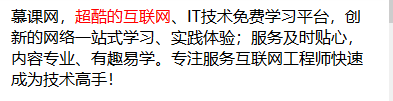 慕课网，超酷的互联网、IT技术免费学习平台，创
新的网络一站式学习、实践体验；服务及时贴心，
内容专业、有趣易学。专注服务互联网工程师快速
成为技术高手！